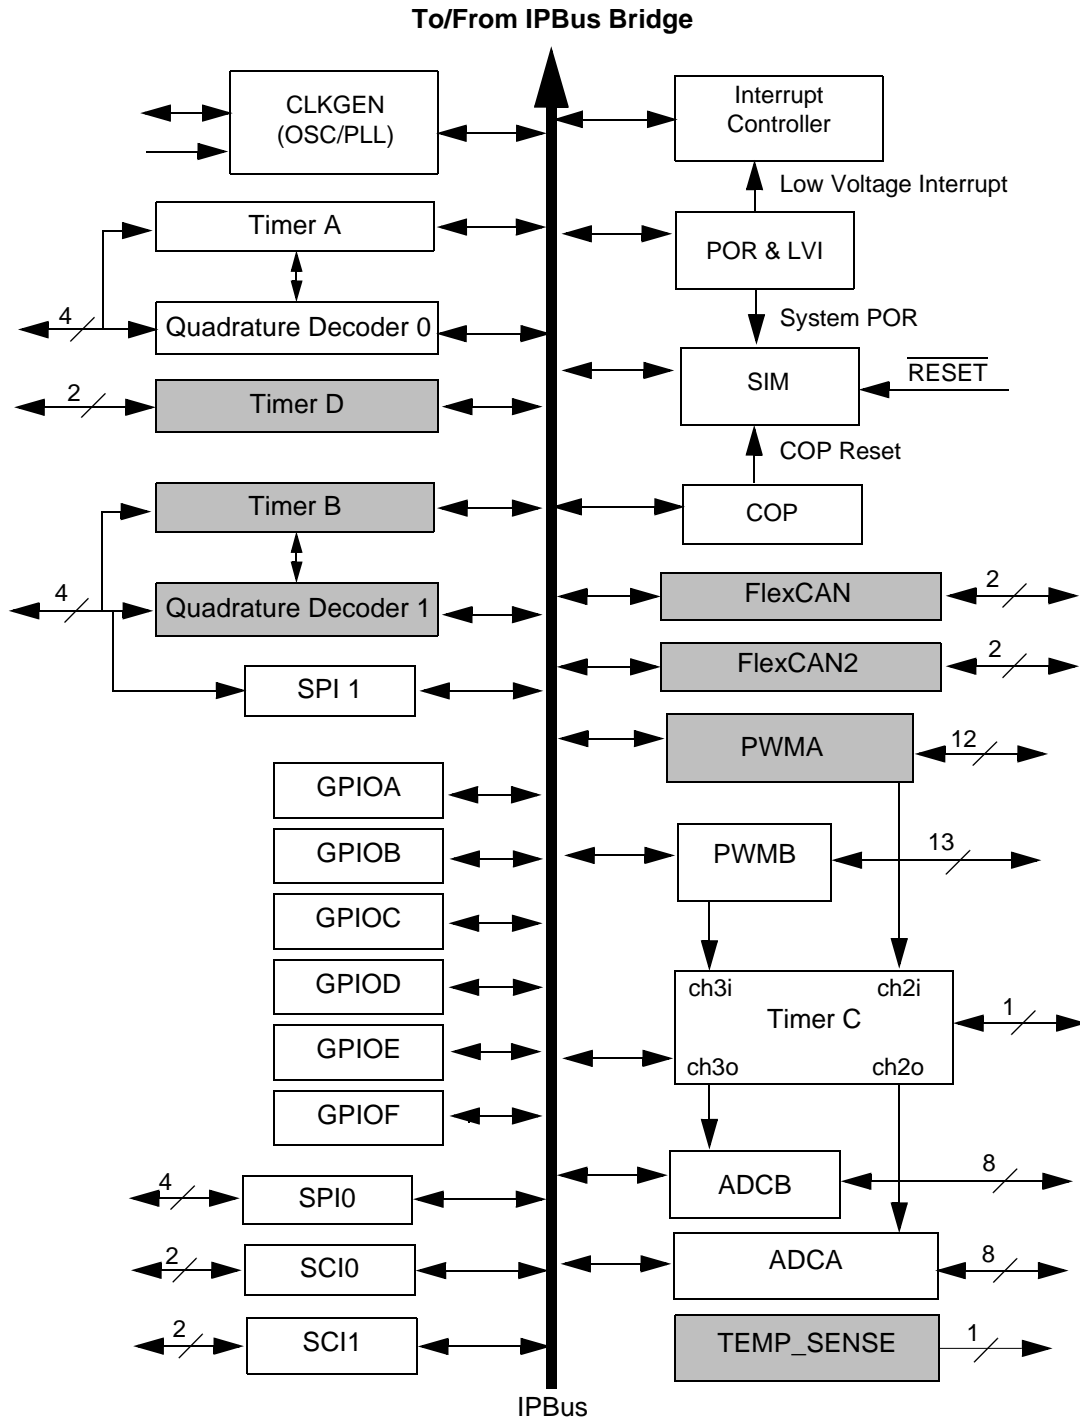 To/From IPBus Bridge
CLKGEN
(OSC/PLL)
Timer A
4
Quadrature Decoder 0
2
Timer D
Timer B
4
Quadrature Decoder 1
SPI 1
GPIOA
GPIOB
GPIOC
GPIOD
GPIOE
GPIOF
4
SPI0
2
SCI0
2
SCI1
Interrupt
Controller
Low Voltage Interrupt
POR & LVI
System POR
SIM
RESET
COP Reset
COP
FlexCAN
2
FlexCAN2
2
PWMA
12
PWMB
13
ch3i
ch2i
Timer C
1
ch3o
ch2o
ADCB
8
ADCA
8
TEMP_SENSE
1
IPBus